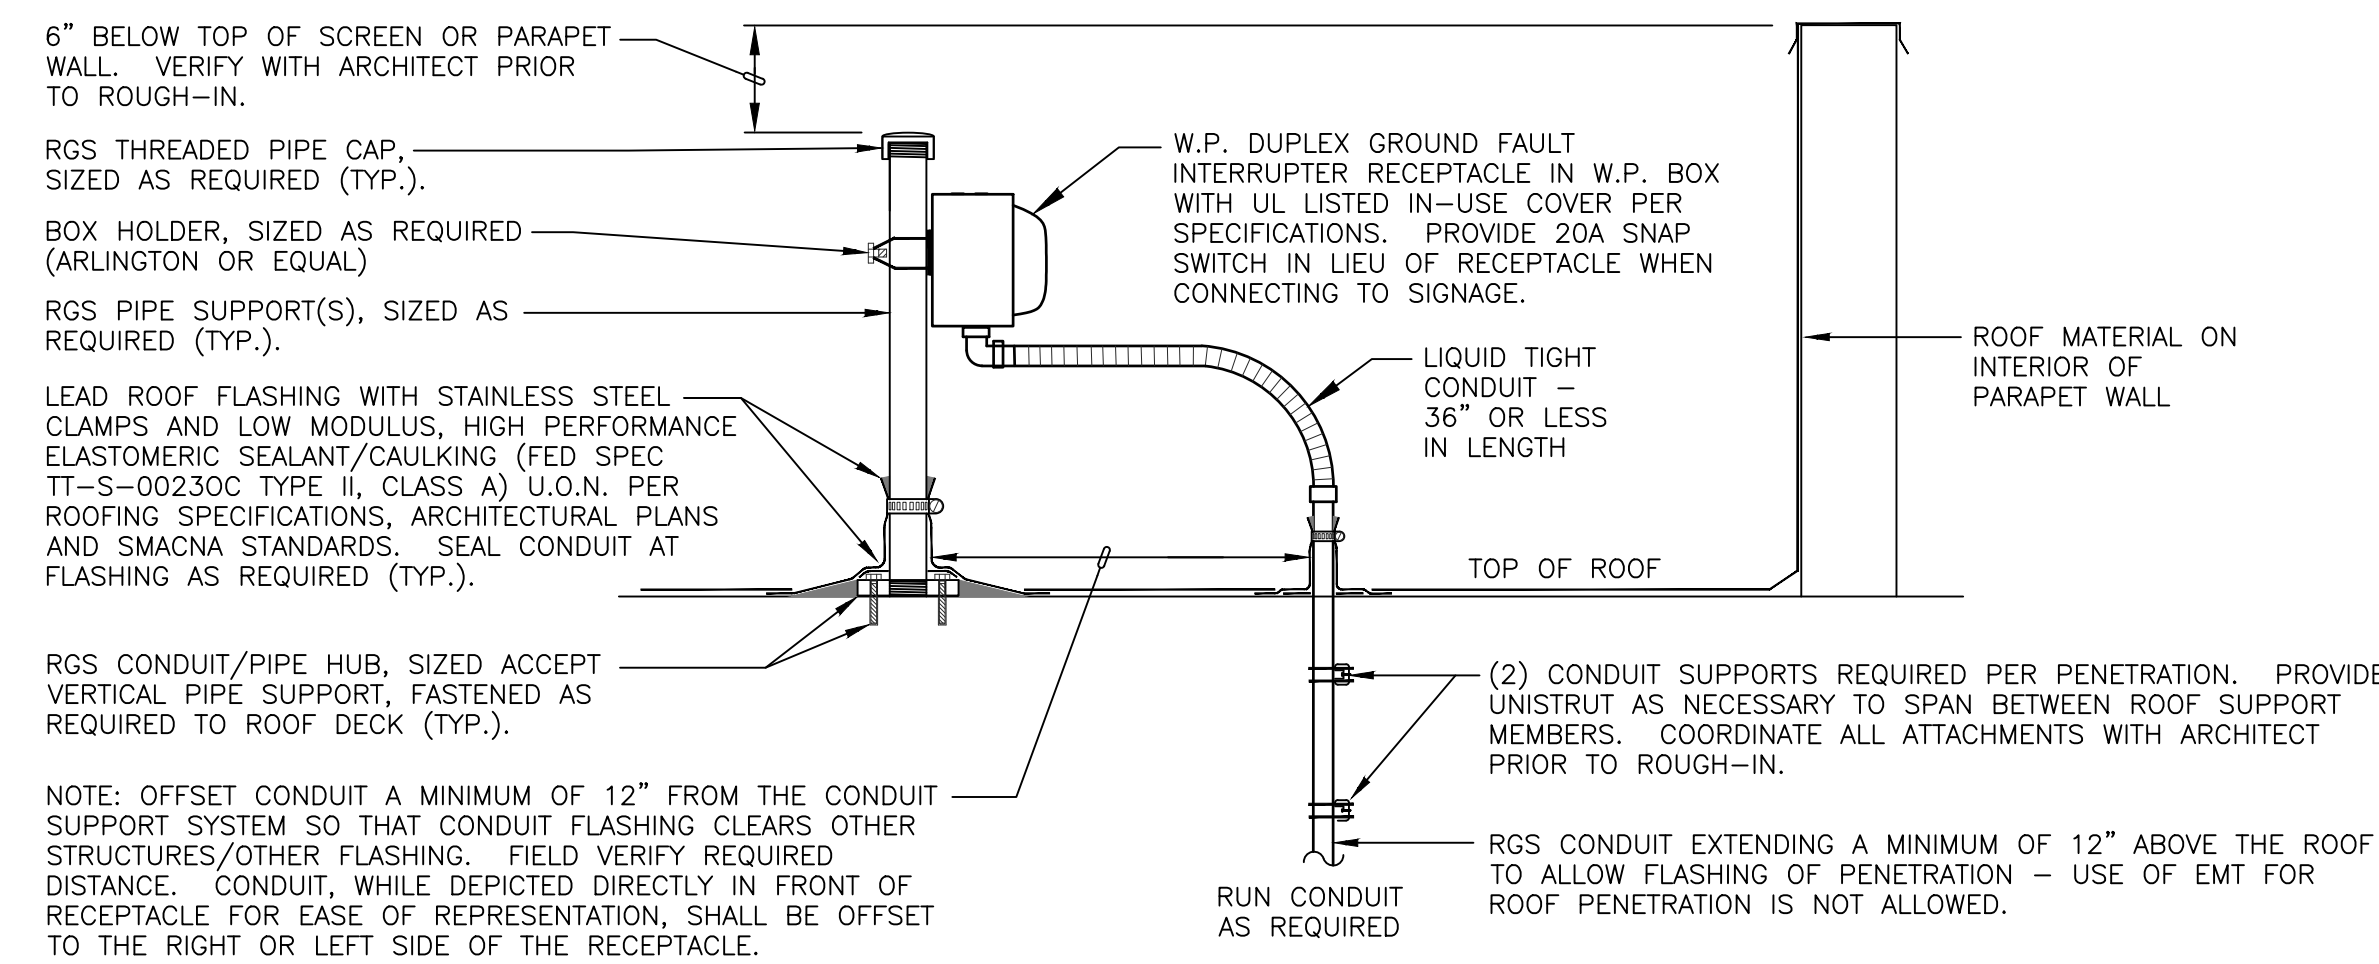 6” BELOW TOP OF SCREEN OR PARAPET
WALL. VERIFY WITH ARCHITECT PRIOR
TO ROUGH–IN.
RGS THREADED PIPE CAP,
SIZED AS REQUIRED (TYP.).
BOX HOLDER, SIZED AS REQUIRED
(ARLINGTON OR EQUAL)
RGS PIPE SUPPORT(S), SIZED AS
REQUIRED (TYP.).
LEAD ROOF FLASHING WITH STAINLESS STEEL
CLAMPS AND LOW MODULUS, HIGH PERFORMANCE
ELASTOMERIC SEALANT/CAULKING (FED SPEC
TT–S–00230C TYPE II, CLASS A) U.O.N. PER
ROOFING SPECIFICATIONS, ARCHITECTURAL PLANS
AND SMACNA STANDARDS. SEAL CONDUIT AT
FLASHING AS REQUIRED (TYP.).
RGS CONDUIT/PIPE HUB, SIZED ACCEPT
VERTICAL PIPE SUPPORT, FASTENED AS
REQUIRED TO ROOF DECK (TYP.).
NOTE: OFFSET CONDUIT A MINIMUM OF 12” FROM THE CONDUIT
SUPPORT SYSTEM SO THAT CONDUIT FLASHING CLEARS OTHER
STRUCTURES/OTHER FLASHING. FIELD VERIFY REQUIRED
DISTANCE. CONDUIT, WHILE DEPICTED DIRECTLY IN FRONT OF
RECEPTACLE FOR EASE OF REPRESENTATION, SHALL BE OFFSET
TO THE RIGHT OR LEFT SIDE OF THE RECEPTACLE.
W.P. DUPLEX GROUND FAULT
INTERRUPTER RECEPTACLE IN W.P. BOX
WITH UL LISTED IN–USE COVER PER
SPECIFICATIONS. PROVIDE 20A SNAP
SWITCH IN LIEU OF RECEPTACLE WHEN
CONNECTING TO SIGNAGE.
LIQUID TIGHT
CONDUIT –
36” OR LESS
IN LENGTH
ROOF MATERIAL ON
INTERIOR OF
PARAPET WALL
TOP OF ROOF
(2) CONDUIT SUPPORTS REQUIRED PER PENETRATION. PROVIDE
UNISTRUT AS NECESSARY TO SPAN BETWEEN ROOF SUPPORT
MEMBERS. COORDINATE ALL ATTACHMENTS WITH ARCHITECT
PRIOR TO ROUGH–IN.
RGS CONDUIT EXTENDING A MINIMUM OF 12” ABOVE THE ROOF
TO ALLOW FLASHING OF PENETRATION – USE OF EMT FOR
ROOF PENETRATION IS NOT ALLOWED.
RUN CONDUIT
AS REQUIRED